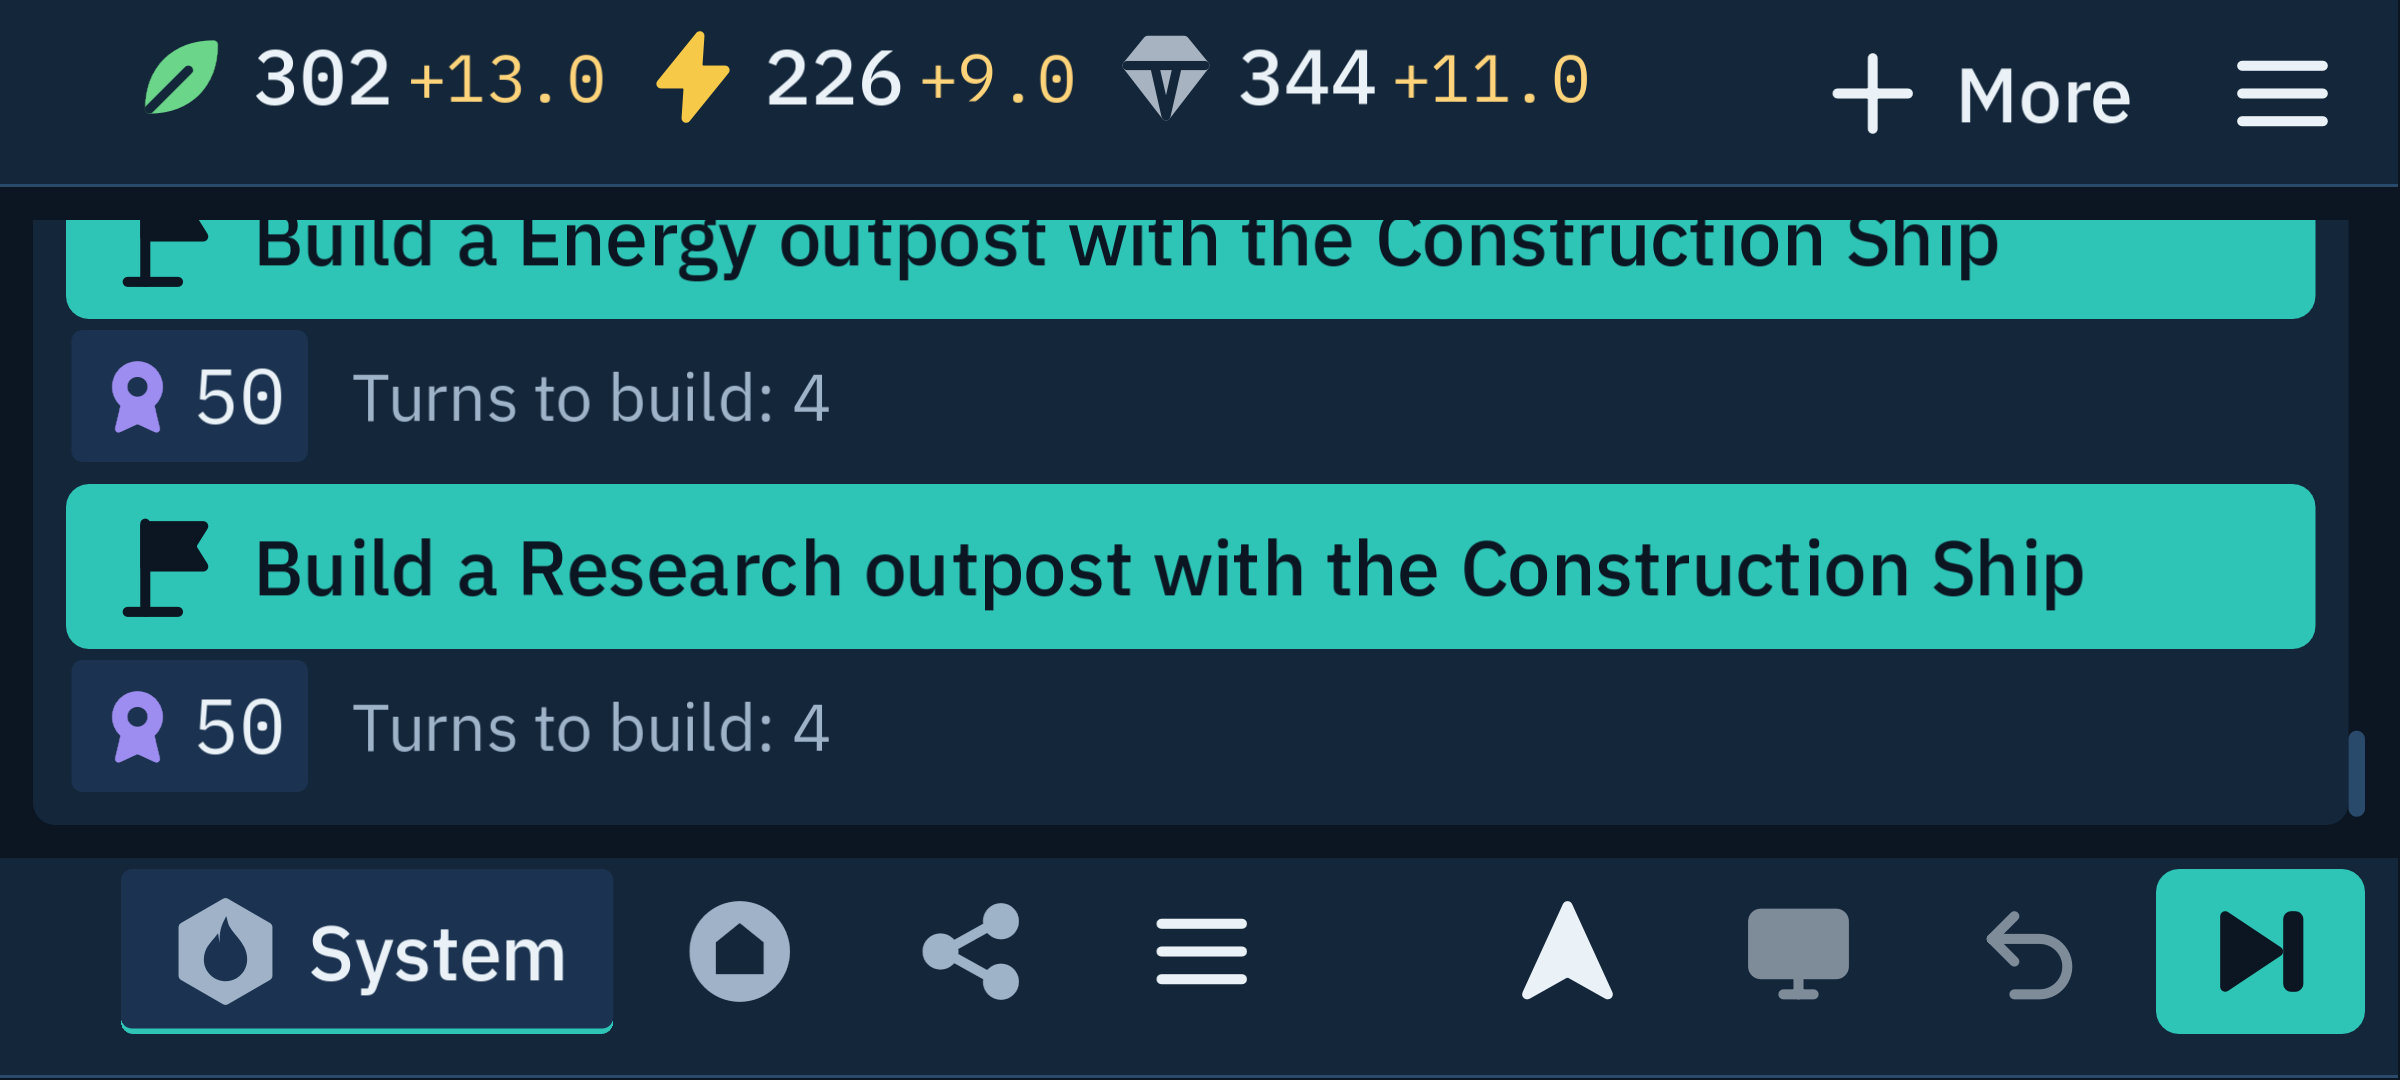 302 +13.0 226 +9.0 344 +11.0 More
Build a Energy outpost with the Construction Ship
50 Turns to build: 4
Build a Research outpost with the Construction Ship
50 Turns to build: 4
System